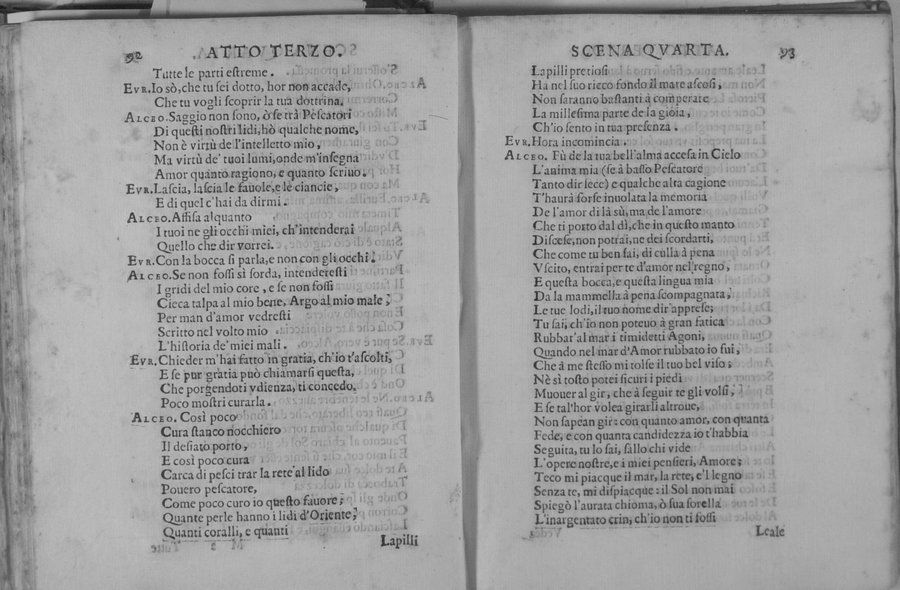 92 ATTO TERZO.
Tutte le parti estreme.
EVR. Io sò, che tu sei dotto, hor non accade,
Che tu vogli scoprir la tua dottrina.
ALCEO. Saggio non sono, ò se trà Pescatori
Di questi nostri lidi, hò qualche nome,
Non è virtù de l'intelletto mio,
Ma virtù de' tuoi lumi, onde m'insegna
Amor quanto ragiono, e quanto scriuo.
EVR. Lascia, lascia le fauole, e le ciancie,
E di quel c'hai da dirmi.
ALCEO. Affisa alquanto
I tuoi ne gli occhi miei, ch'intenderai
Quello che dir vorrei.
EVR. Con la bocca si parla, e non con gli occhi.
ALCEO. Se non fossi sì sorda, intenderesti
I gridi del mio core, e se non fossi
Cieca talpa al mio bene, Argo al mio male;
Per man d'amor vedresti
Scritto nel volto mio
L'historia de' miei mali.
EVR. Chieder m'hai fatto in gratia, ch'io t'ascolti,
E se pur gratia può chiamarsi questa,
Che porgendoti vdienza, ti concedo.
Poco mostri curarla.
ALCEO. Così poco
Cura stanco nocchiero
Il desiato porto,
E così poco cura
Carca di pesci trar la rete al lido
Pouero pescatore,
Come poco curo io questo fauore;
Quante perle hanno i lidi d'Oriente,
Quanti coralli, e quanti
Lapilli
SCENA QVARTA. 93
Lapilli pretiosi
Ha nel suo ricco fondo il mare ascosi,
Non saranno bastanti à comperate
La millesima parte de la gioia,
Ch'io sento in tua presenza.
EVR. Hora incomincia.
ALCEO. Fù de la tua bell'alma accesa in Cielo
L'anima mia (se à basso Pescatore
Tanto dir lece) e qualche alta cagione
T'haurà forse inuolata la memoria
De l'amor di là sù, ma de l'amore
Che ti porto dal dì, che in questo manto
Discese, non potrai, ne dei scordarti,
Che come tu ben sai, di culla à pena
Vscito, entrai per te d'amor nel regno,
E questa bocca, e questa lingua mia
Da la mammella à pena scompagnata,
Le tue lodi, il tuo nome dir apprese;
Tu sai, ch'io non poteuo à gran fatica
Rubbar'al mar i timidetti Agoni,
Quando nel mar d'Amor rubbato io fui,
Che à me stesso mi tolse il tuo bel viso;
Nè sì tosto potei sicuri i piedi
Muouer al gir, che à seguir te gli volsi,
E se tal'hor volea girarli altroue,
Non sapean gir: con quanto amor, con quanta
Fede, e con quanta candidezza io t'habbia
Seguita, tu lo sai, fallo chi vide
L'opere nostre, e i miei pensieri, Amore;
Teco mi piacque il mar, la rete, e'l legno
Senza te, mi dispiacque: il Sol non mai
Spiegò l'aurata chioma, ò sua sorella
L'inargentato crin, ch'io non ti fossi
Leale